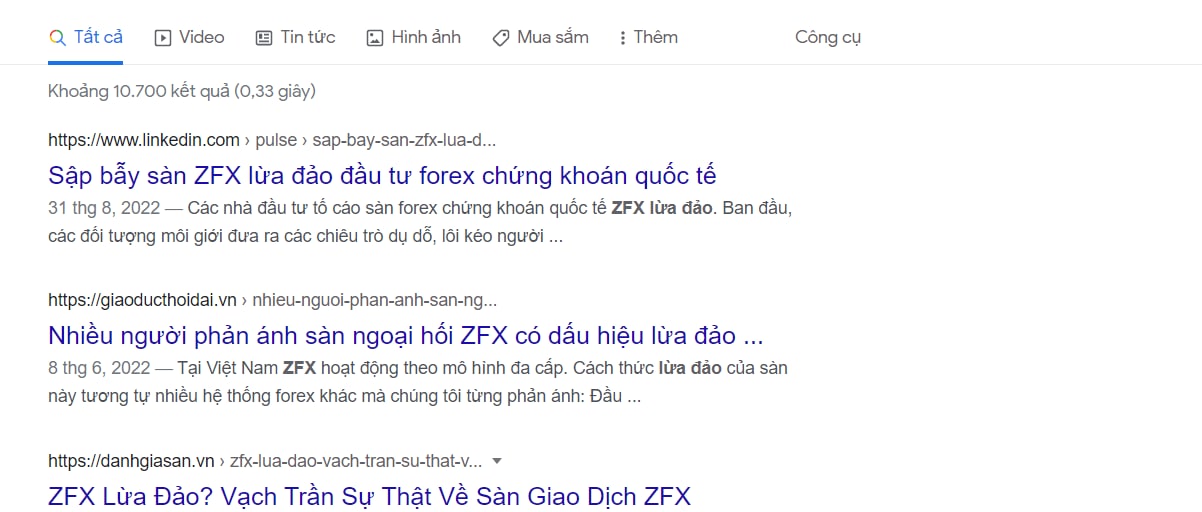 Tất cả Video Tin tức Hình ảnh Mua sắm Thêm Công cụ
Khoảng 10.700 kết quả (0,33 giây)
https://www.linkedin.com › pulse › sap-bay-san-zfx-lua-d...
Sập bẫy sàn ZFX lừa đảo đầu tư forex chứng khoán quốc tế
31 thg 8, 2022 — Các nhà đầu tư tố cáo sàn forex chứng khoán quốc tế ZFX lừa đảo. Ban đầu,
các đối tượng môi giới đưa ra các chiêu trò dụ dỗ, lôi kéo người ...
https://giaoducthoidai.vn › nhieu-nguoi-phan-anh-san-ng...
Nhiều người phản ánh sàn ngoại hối ZFX có dấu hiệu lừa đảo ...
8 thg 6, 2022 — Tại Việt Nam ZFX hoạt động theo mô hình đa cấp. Cách thức lừa đảo của sàn
này tương tự nhiều hệ thống forex khác mà chúng tôi từng phản ánh: Đầu ...
https://danhgiasan.vn › zfx-lua-dao-vach-tran-su-that-v...
ZFX Lừa Đảo? Vạch Trần Sự Thật Về Sàn Giao Dịch ZFX